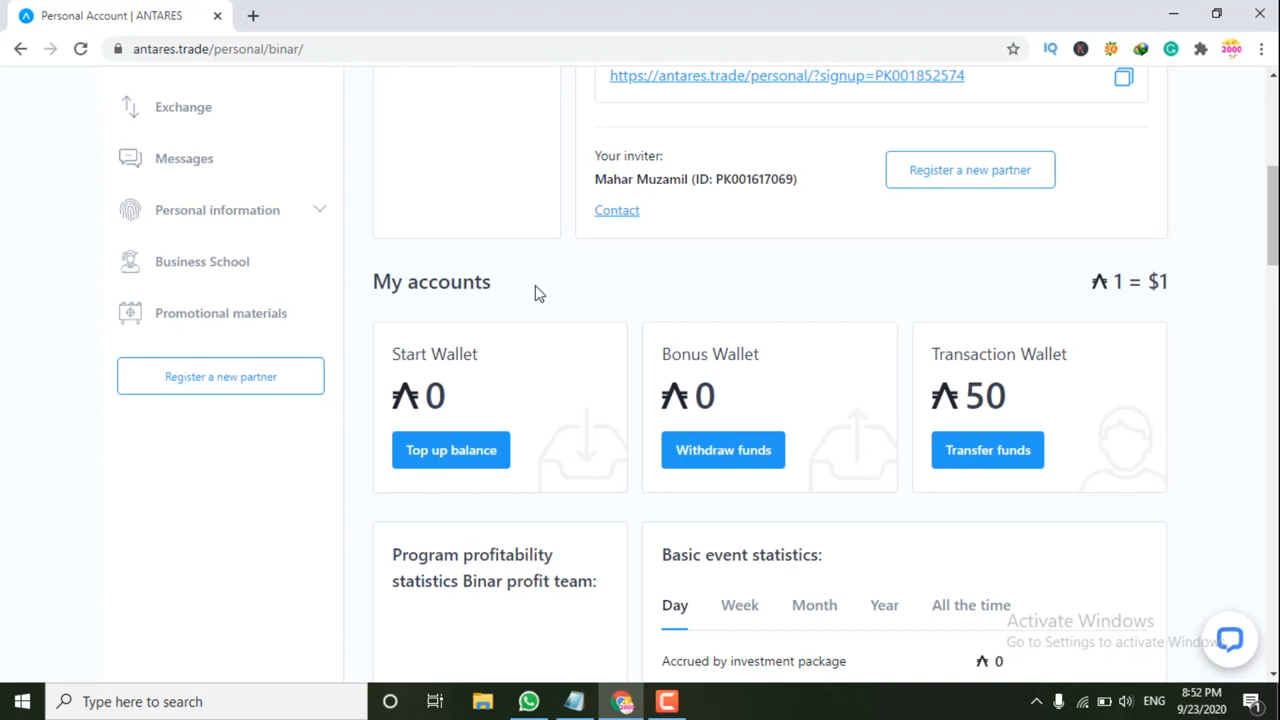 Personal Account | ANTARES
antares.trade/personal/binar/
IQ
K
2000
https://antares.trade/personal/?signup=PK001852574
Exchange
Messages
Personal information
Business School
Promotional materials
Register a new partner
Your inviter:
Mahar Muzamil (ID: PK001617069)
Register a new partner
Contact
My accounts
1 = $1
Start Wallet
0
Top up balance
Bonus Wallet
0
Withdraw funds
Transaction Wallet
50
Transfer funds
Program profitability
statistics Binar profit team:
Basic event statistics:
Day Week Month Year All the time
Accrued by investment package 0
Activate Windows
Go to Settings to activate Windows.
Type here to search
C
ENG
8:52 PM
9/23/2020
1